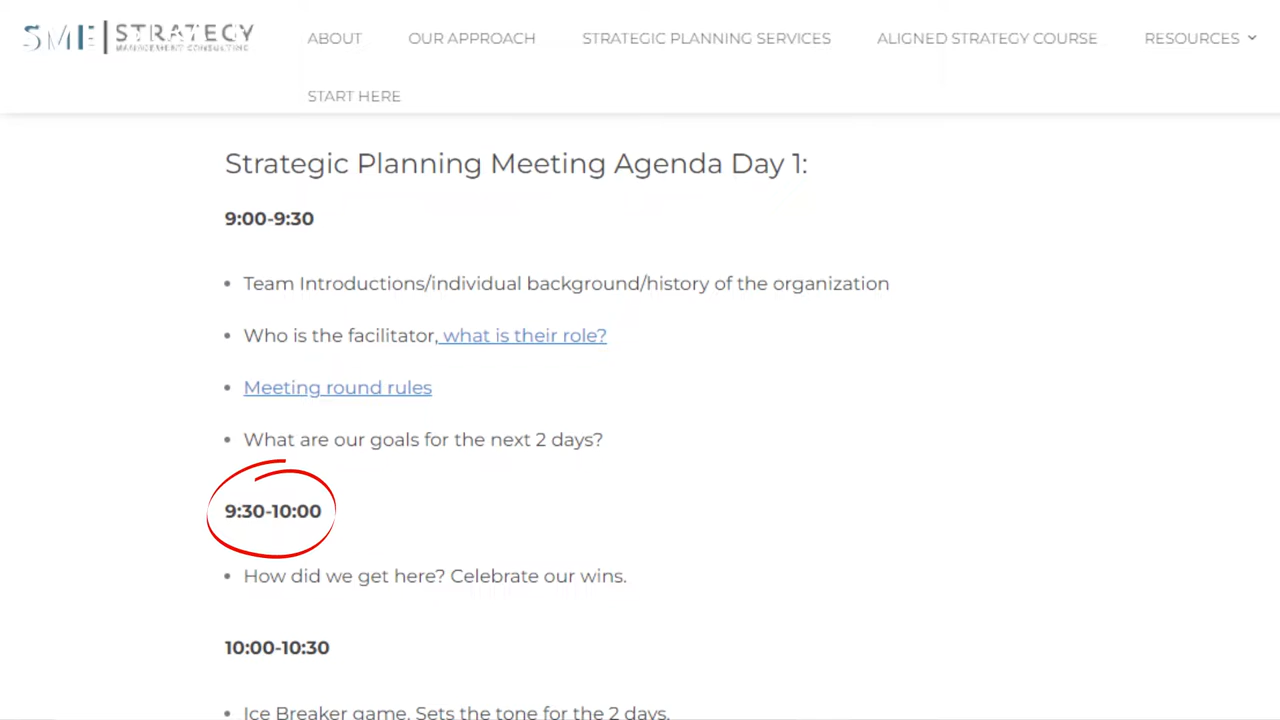 SME STRATEGY
MANAGEMENT CONSULTING
ABOUT
OUR APPROACH
STRATEGIC PLANNING SERVICES
ALIGNED STRATEGY COURSE
RESOURCES
START HERE
Strategic Planning Meeting Agenda Day 1:
9:00-9:30
• Team Introductions/individual background/history of the organization
• Who is the facilitator, what is their role?
• Meeting round rules
• What are our goals for the next 2 days?
9:30-10:00
• How did we get here? Celebrate our wins.
10:00-10:30
• Ice Breaker game. Sets the tone for the 2 days.